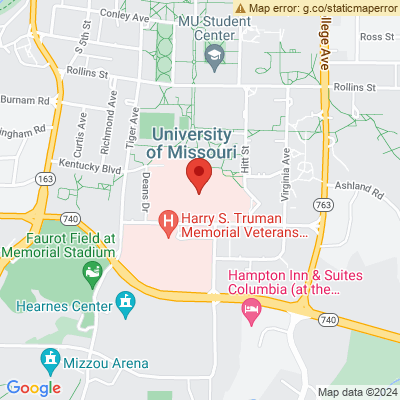 Map error: g.co/staticmaperror
Conley Ave
S 5th St
MU Student
Center
College Ave
Ross St
Rollins St
Rollins St
Burnam Rd
Curtis Ave
Richmond Ave
Tiger Ave
University
of Missouri
Hitt St
Virginia Ave
Kentucky Blvd
163
Deans Dr
Ashland Rd
763
740
Harry S. Truman
Memorial Veterans...
Faurot Field at
Memorial Stadium
Hearnes Center
Hampton Inn & Suites
Columbia (at the...
740
Mizzou Arena
Google
Map data ©2024